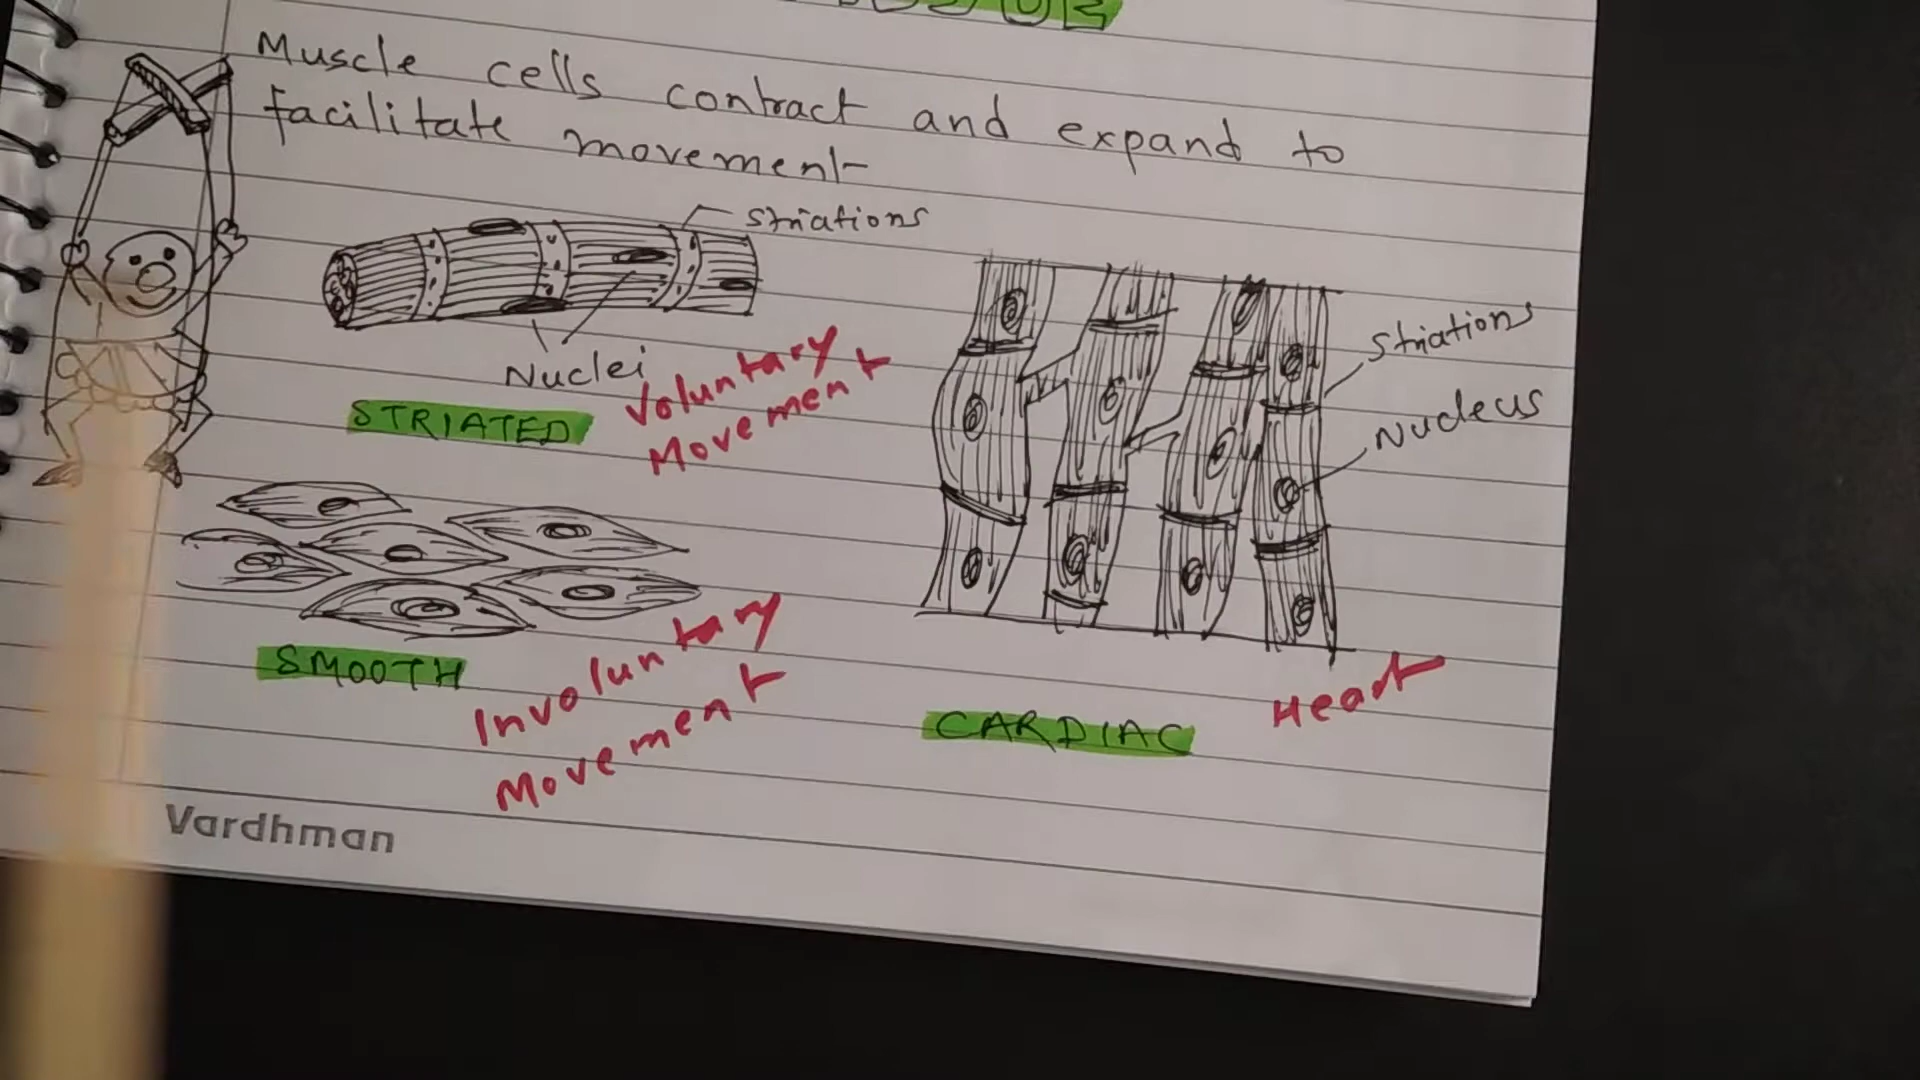 Muscle cells contract and expand to
facilitate movement
Striations
Nuclei
STRIATED
Voluntary
Movement
Striations
Nucleus
SMOOTH
Involuntary
Movement
CARDIAC
Heart
Vardhman